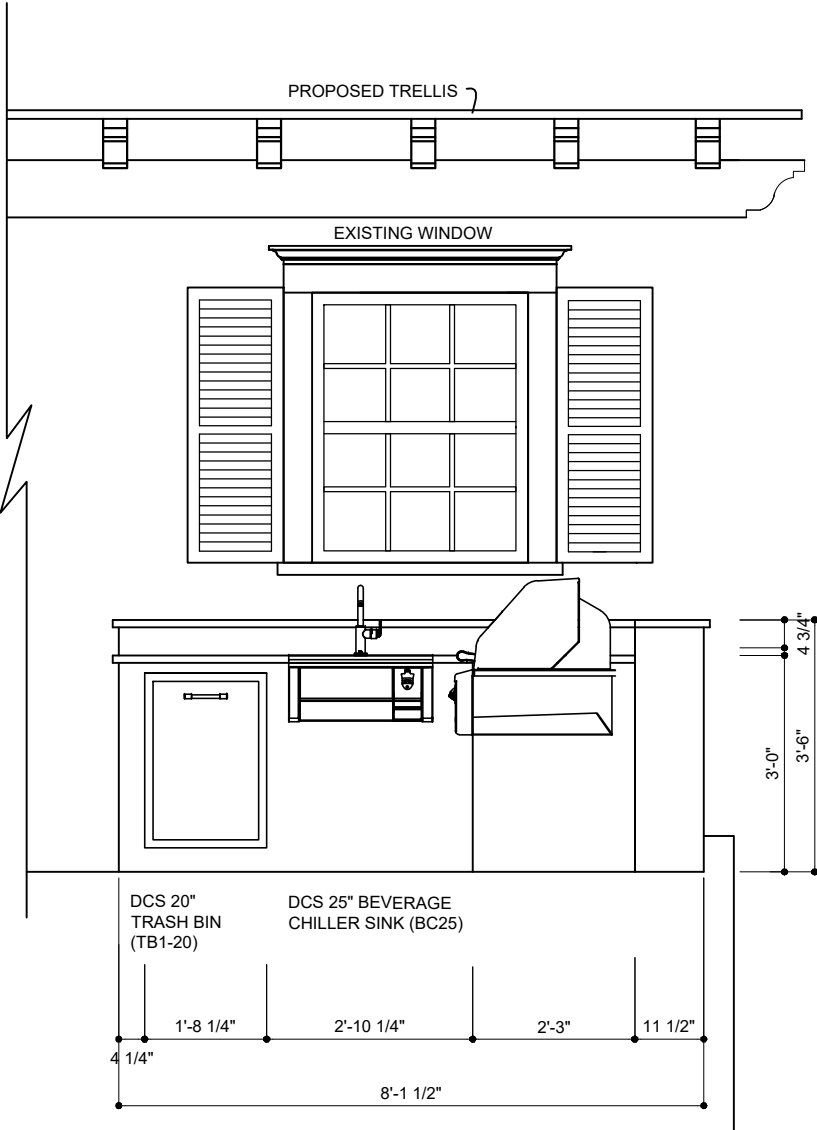 PROPOSED TRELLIS
EXISTING WINDOW
4 3/4"
3'-0"
3'-6"
DCS 20"
TRASH BIN
(TB1-20)
DCS 25" BEVERAGE
CHILLER SINK (BC25)
1'-8 1/4"
2'-10 1/4"
2'-3"
11 1/2"
4 1/4"
8'-1 1/2"